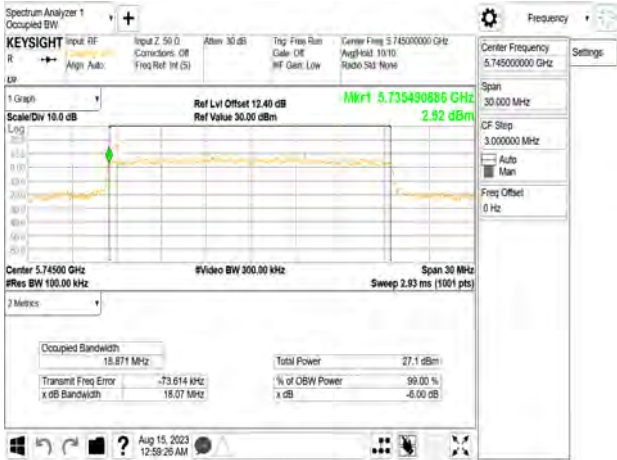 Spectrum Analyzer 1
Occupied BW
+
Frequency
KEYSIGHT
Input: RF
Input Z: 50 Ω
Atten: 30 dB
Trig: Free Run
Center Freq: 5.745000000 GHz
R
Corrections: Off
Gate: Off
Avg|Hold: 10/10
Align: Auto
Freq Ref: Int (S)
#IF Gain: Low
Radio Std: None
Center Frequency
5.745000000 GHz
Settings
Span
30.000 MHz
CF Step
3.000000 MHz
Auto
Man
Freq Offset
0 Hz
1 Graph
Ref Lvl Offset 12.40 dB
Mkr1 5.735490886 GHz
Scale/Div 10.0 dB
Ref Value 30.00 dBm
2.92 dBm
Log
Center 5.74500 GHz
#Video BW 300.00 kHz
Span 30 MHz
#Res BW 100.00 kHz
Sweep 2.93 ms (1001 pts)
2 Metrics
Occupied Bandwidth
18.871 MHz
Total Power
27.1 dBm
Transmit Freq Error
-73.614 kHz
% of OBW Power
99.00 %
x dB Bandwidth
18.07 MHz
x dB
-6.00 dB
?
Aug 15, 2023
12:59:26 AM